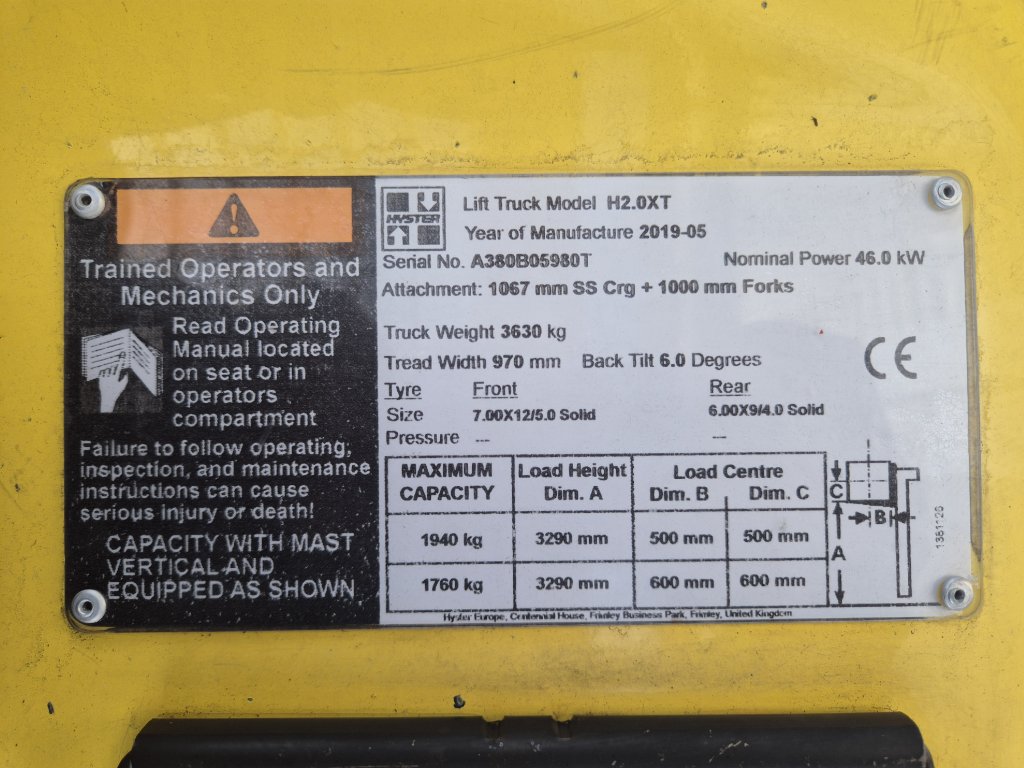 Trained Operators and
Mechanics Only
Read Operating
Manual located
on seat or in
operators
compartment
Failure to follow operating,
inspection, and maintenance
instructions can cause
serious injury or death!
CAPACITY WITH MAST
VERTICAL AND
EQUIPPED AS SHOWN
HYSTER
Lift Truck Model H2.0XT
Year of Manufacture 2019-05
Serial No. A380B05980T Nominal Power 46.0 kW
Attachment: 1067 mm SS Crg + 1000 mm Forks
Truck Weight 3630 kg
Tread Width 970 mm Back Tilt 6.0 Degrees
CE
Tyre Front Rear
Size 7.00X12/5.0 Solid 6.00X9/4.0 Solid
Pressure --- ---
MAXIMUM CAPACITY Load Height Dim. A Load Centre Dim. B Dim. C
1940 kg 3290 mm 500 mm 500 mm
1760 kg 3290 mm 600 mm 600 mm
C
B
A
Hyster Europe, Centennial House, Frimley Business Park, Frimley, United Kingdom